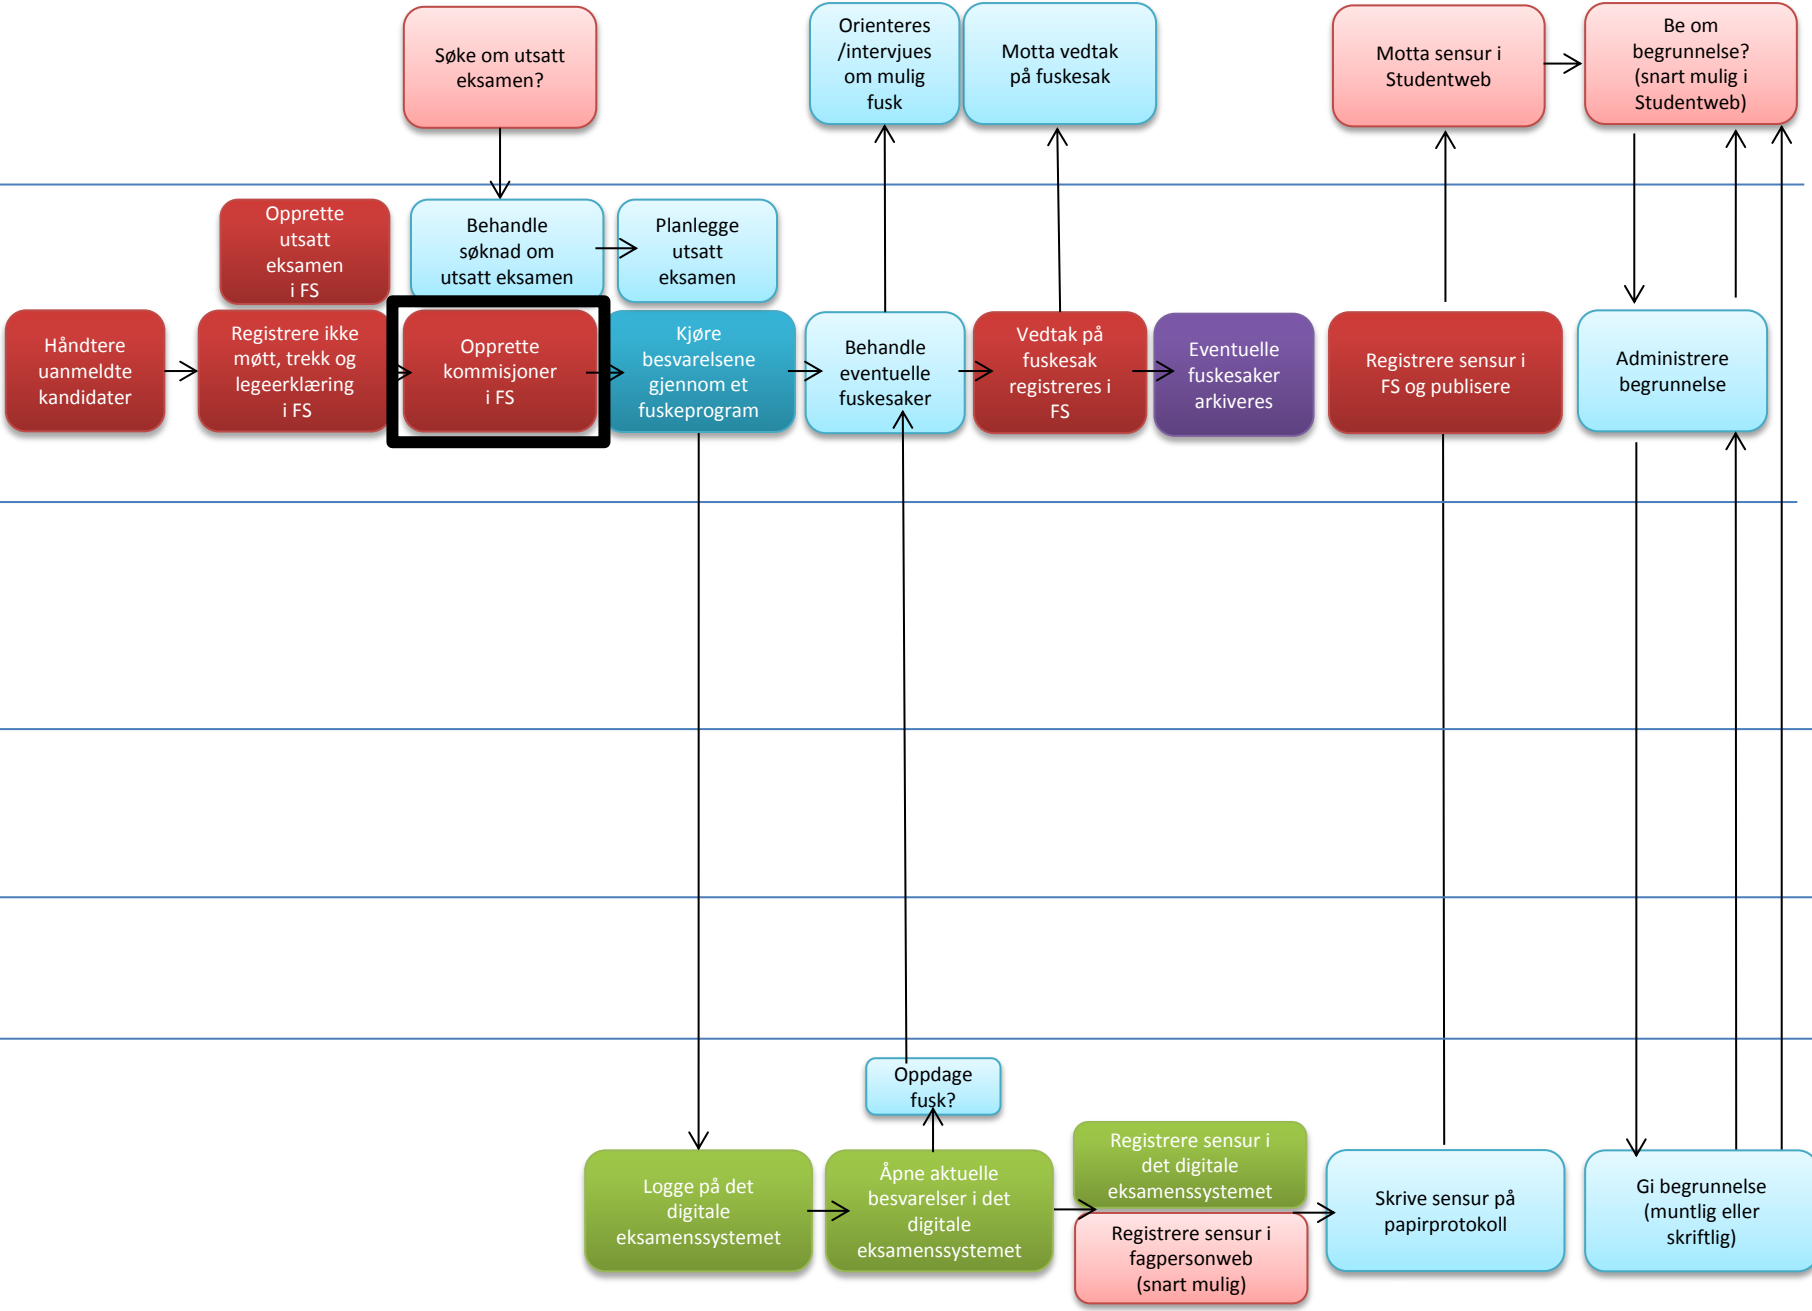 Søke om utsatt
eksamen?
Orienteres
/intervjues
om mulig
fusk
Motta vedtak
på fuskesak
Motta sensur i
Studentweb
Be om
begrunnelse?
(snart mulig i
Studentweb)
Opprette
utsatt
eksamen
i FS
Behandle
søknad om
utsatt eksamen
Planlegge
utsatt
eksamen
Håndtere
uanmeldte
kandidater
Registrere ikke
møtt, trekk og
legeerklæring
i FS
Opprette
kommisjoner
i FS
Kjøre
besvarelsene
gjennom et
fuskeprogram
Behandle
eventuelle
fuskesaker
Vedtak på
fuskesak
registreres i
FS
Eventuelle
fuskesaker
arkiveres
Registrere sensur i
FS og publisere
Administrere
begrunnelse
Oppdage
fusk?
Logge på det
digitale
eksamenssystemet
Åpne aktuelle
besvarelser i det
digitale
eksamenssystemet
Registrere sensur i
det digitale
eksamenssystemet
Registrere sensur i
fagpersonweb
(snart mulig)
Skrive sensur på
papirprotokoll
Gi begrunnelse
(muntlig eller
skriftlig)